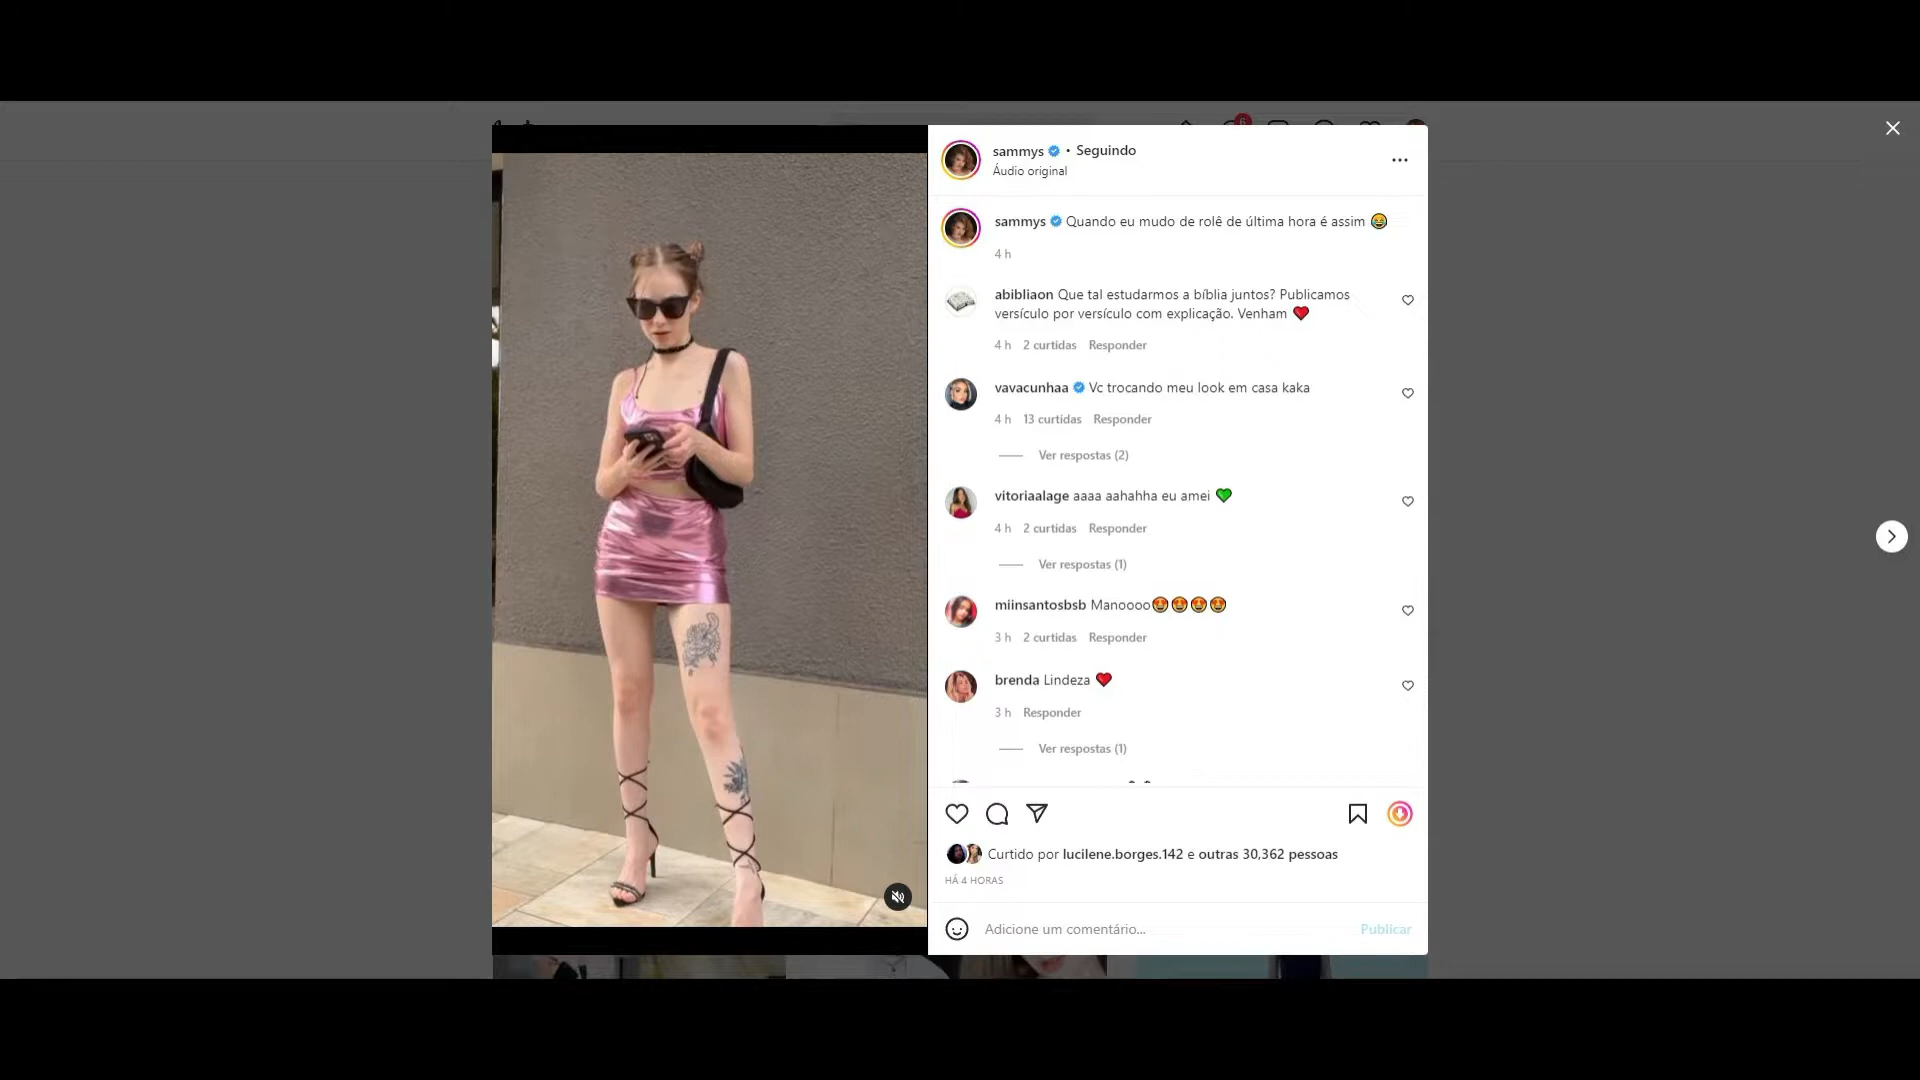 6
sammys • Seguindo
Áudio original
sammys Quando eu mudo de rolê de última hora é assim 😂
4 h
abibliaon Que tal estudarmos a bíblia juntos? Publicamos
versículo por versículo com explicação. Venham ❤️
4 h 2 curtidas Responder
vavacunhaa Vc trocando meu look em casa kaka
4 h 13 curtidas Responder
Ver respostas (2)
vitoriaalage aaaa aahahha eu amei 💚
4 h 2 curtidas Responder
Ver respostas (1)
miinsantosbsb Manoooo😍😍😍😍
3 h 2 curtidas Responder
brenda Lindeza ❤️
3 h Responder
Ver respostas (1)
Curtido por lucilene.borges.142 e outras 30,362 pessoas
HÁ 4 HORAS
Adicione um comentário... Publicar